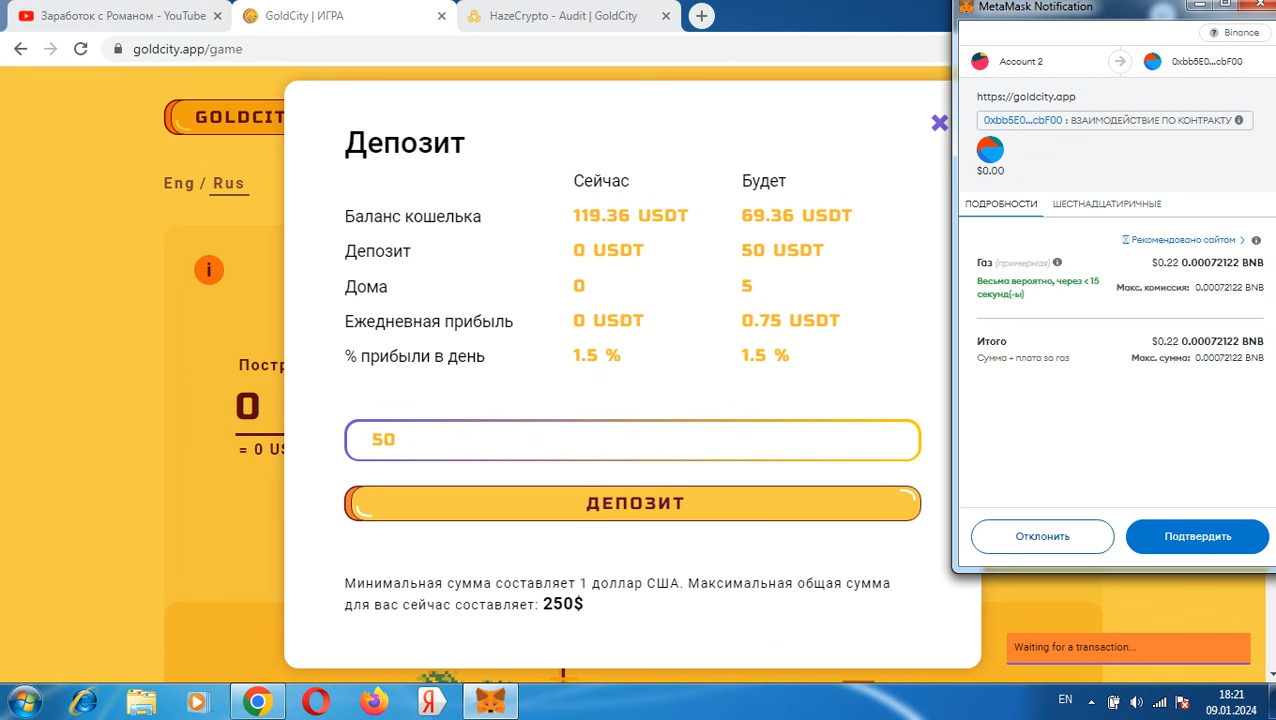 Заработок с Романом - YouTube
GoldCity | ИГРА
HazeCrypto - Audit | GoldCity
goldcity.app/game
GOLDCIT
Eng / Rus
i
Постр
0
= 0 US
Депозит
Сейчас Будет
Баланс кошелька 119.36 USDT 69.36 USDT
Депозит 0 USDT 50 USDT
Дома 0 5
Ежедневная прибыль 0 USDT 0.75 USDT
% прибыли в день 1.5 % 1.5 %
50
ДЕПОЗИТ
Минимальная сумма составляет 1 доллар США. Максимальная общая сумма
для вас сейчас составляет: 250$
MetaMask Notification
? Binance
Account 2
0xbb5E0...cbF00
https://goldcity.app
0xbb5E0...cbF00 : ВЗАИМОДЕЙСТВИЕ ПО КОНТРАКТУ
$0.00
ПОДРОБНОСТИ ШЕСТНАДЦАТИРИЧНЫЕ
Рекомендовано сайтом >
Газ (примерная) $0.22 0.00072122 BNB
Весьма вероятно, через < 15 Макс. комиссия: 0.00072122 BNB
секунд(-ы)
Итого $0.22 0.00072122 BNB
Сумма + плата за газ Макс. сумма: 0.00072122 BNB
Отклонить Подтвердить
Waiting for a transaction...
EN
18:21
09.01.2024